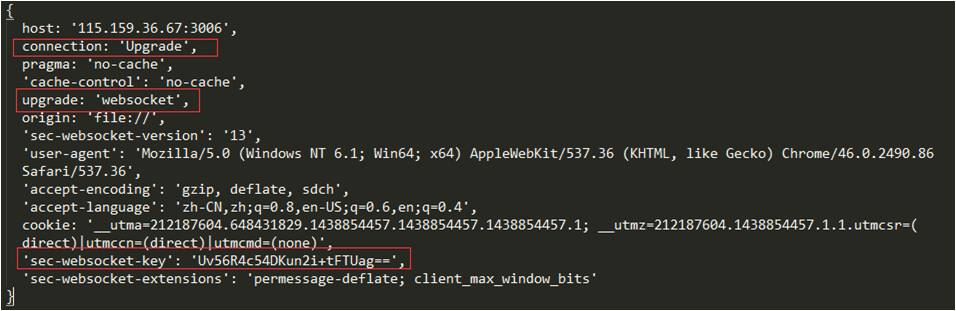 {
host: '115.159.36.67:3006',
connection: 'Upgrade',
pragma: 'no-cache',
'cache-control': 'no-cache',
upgrade: 'websocket',
origin: 'file://',
'sec-websocket-version': '13',
'user-agent': 'Mozilla/5.0 (Windows NT 6.1; Win64; x64) AppleWebKit/537.36 (KHTML, like Gecko) Chrome/46.0.2490.86
Safari/537.36',
'accept-encoding': 'gzip, deflate, sdch',
'accept-language': 'zh-CN,zh;q=0.8,en-US;q=0.6,en;q=0.4',
cookie: '__utma=212187604.648431829.1438854457.1438854457.1438854457.1; __utmz=212187604.1438854457.1.1.utmcsr=(
direct)|utmccn=(direct)|utmcmd=(none)',
'sec-websocket-key': 'Uv56R4c54DKun2i+tFTUag==',
'sec-websocket-extensions': 'permessage-deflate; client_max_window_bits'
}